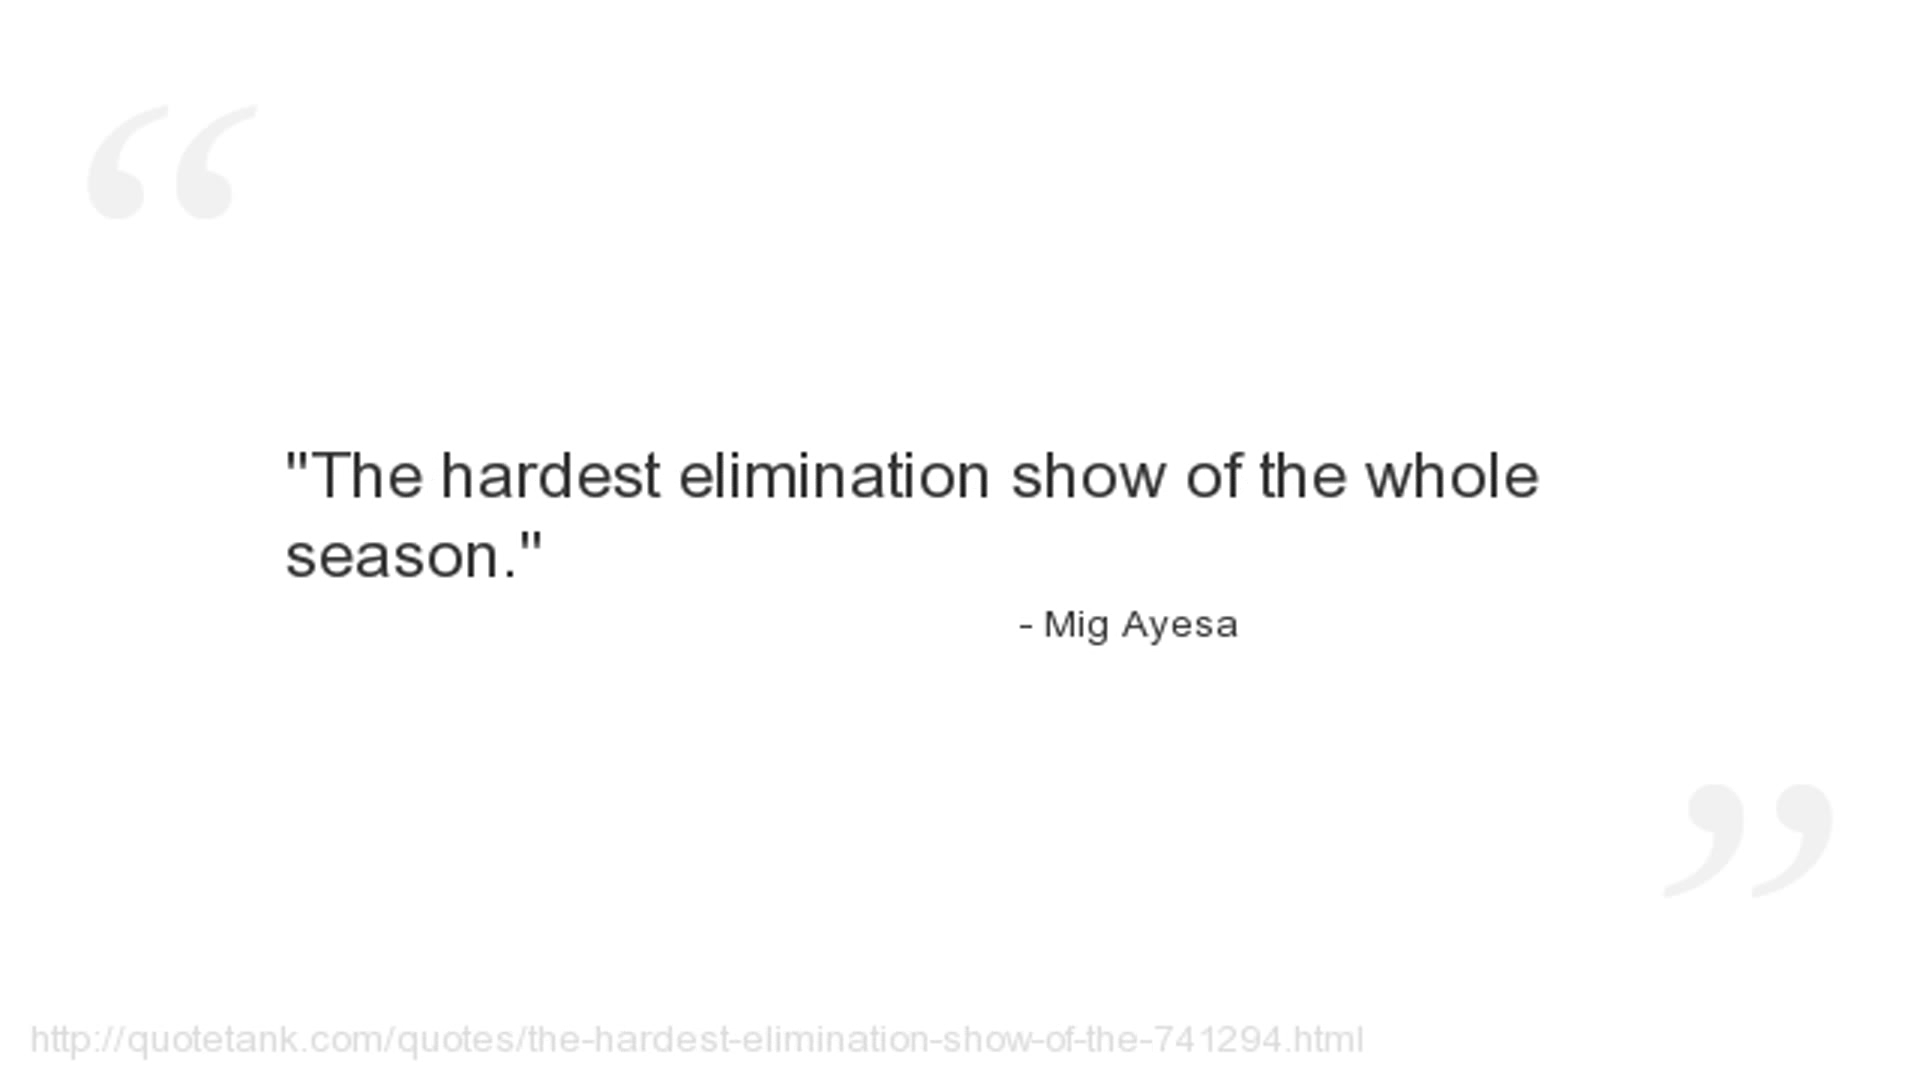 "The hardest elimination show of the whole
season."
- Mig Ayesa
http://quotetank.com/quotes/the-hardest-elimination-show-of-the-741294.html